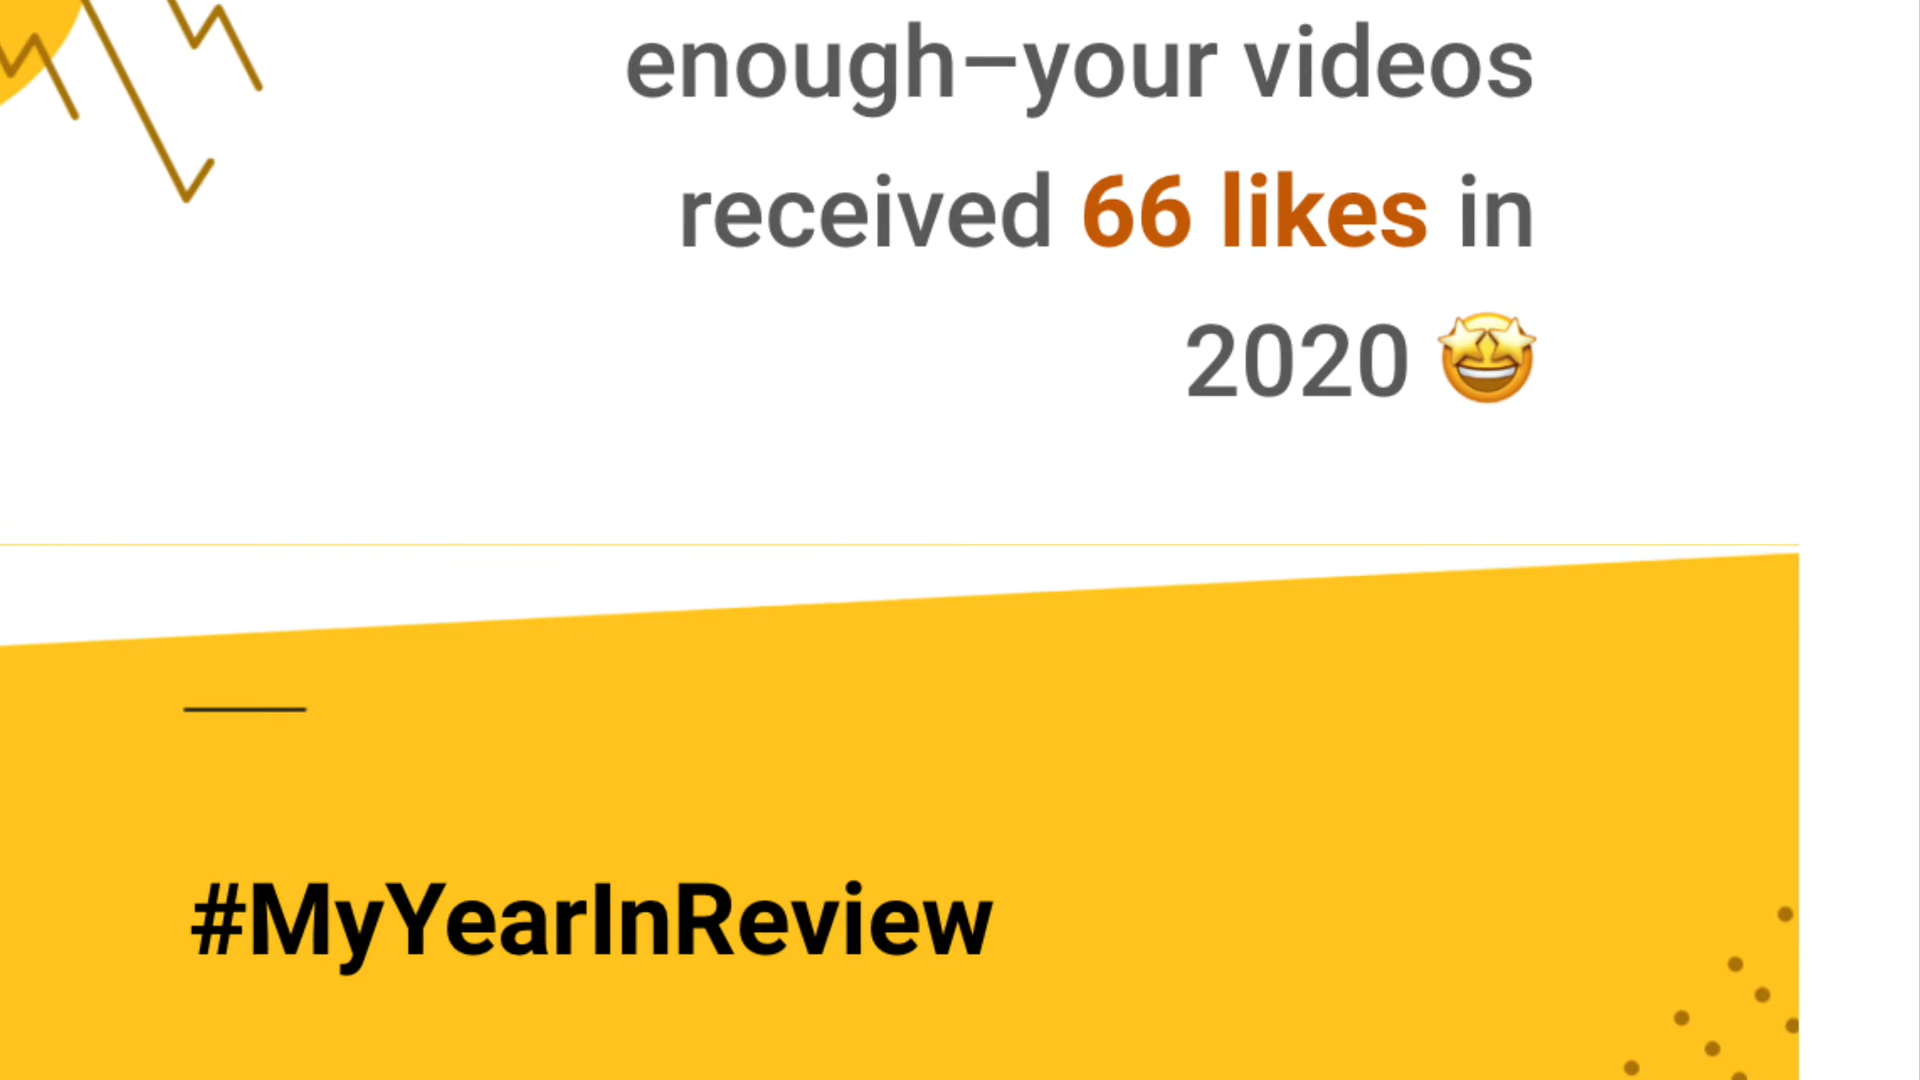 enough–your videos
received 66 likes in
2020 🤩
#MyYearInReview